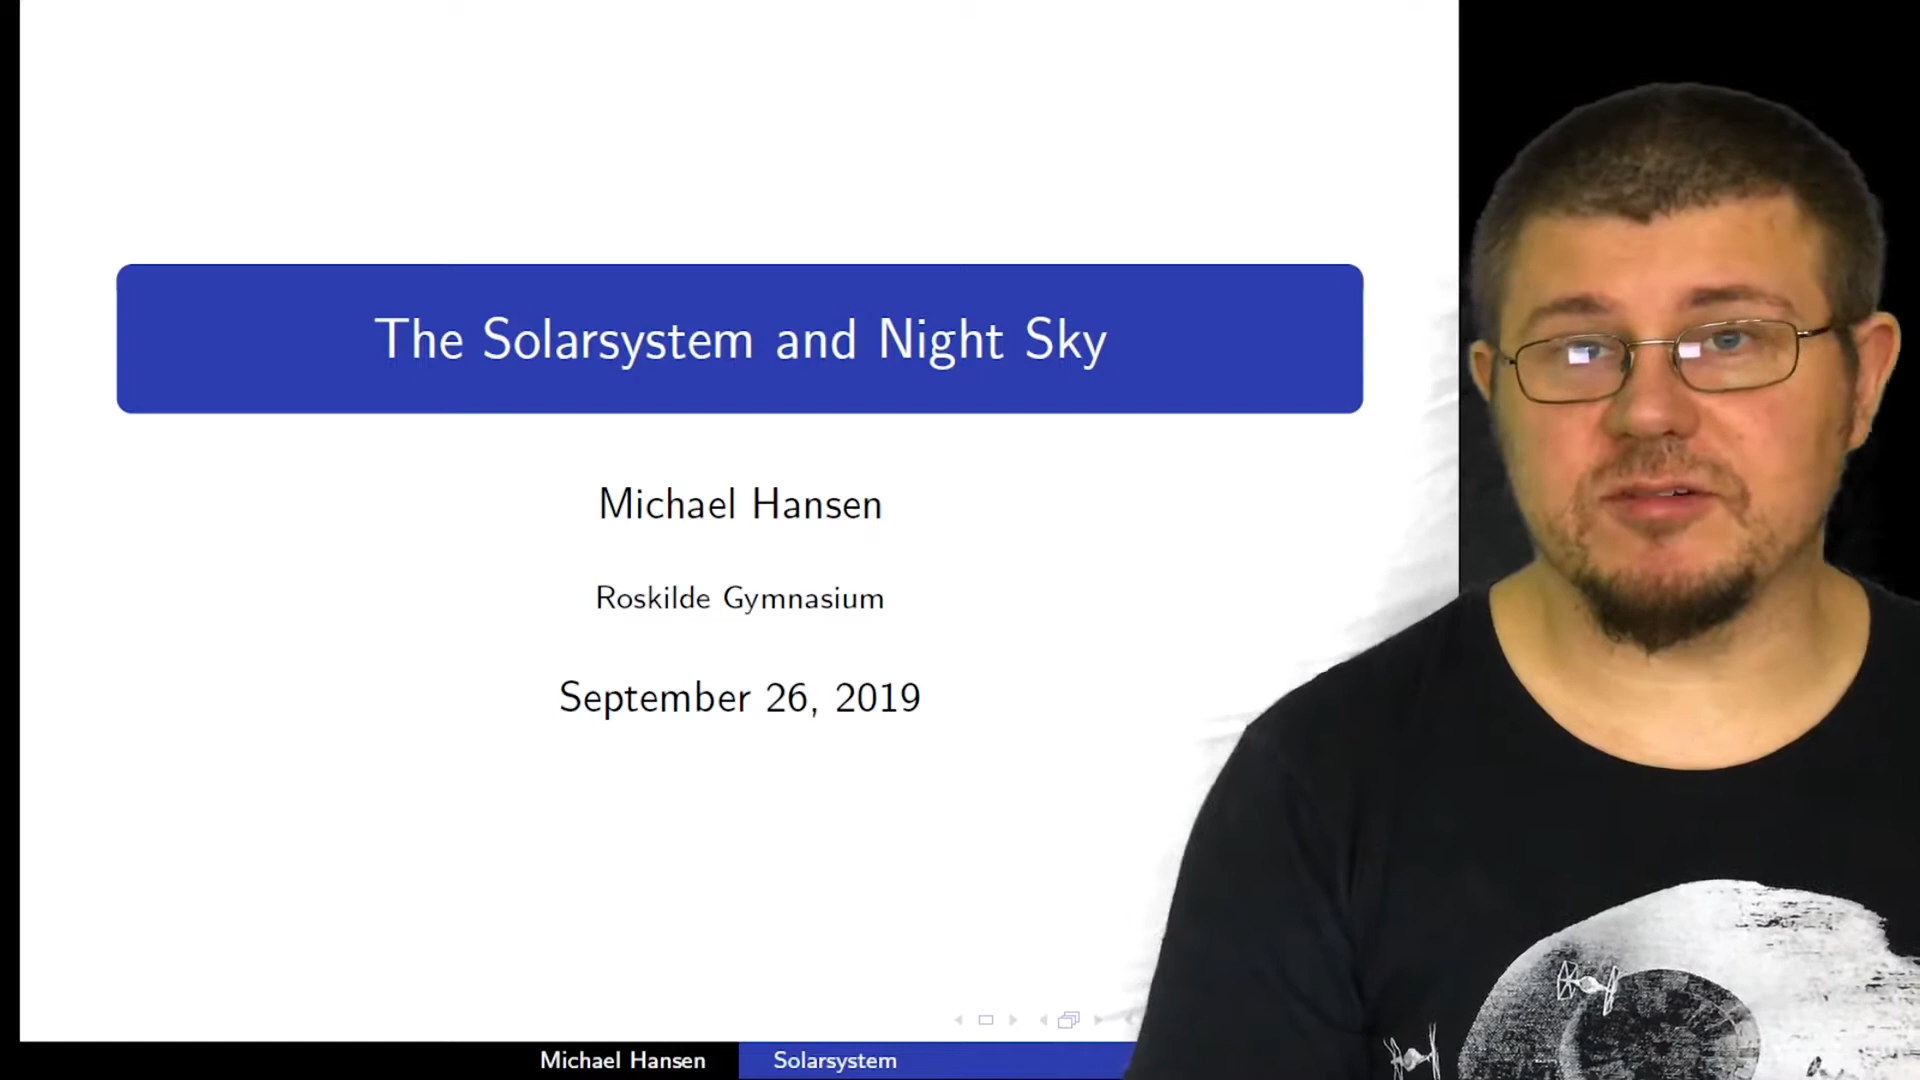 The Solarsystem and Night Sky
Michael Hansen
Roskilde Gymnasium
September 26, 2019
Michael Hansen
Solarsystem